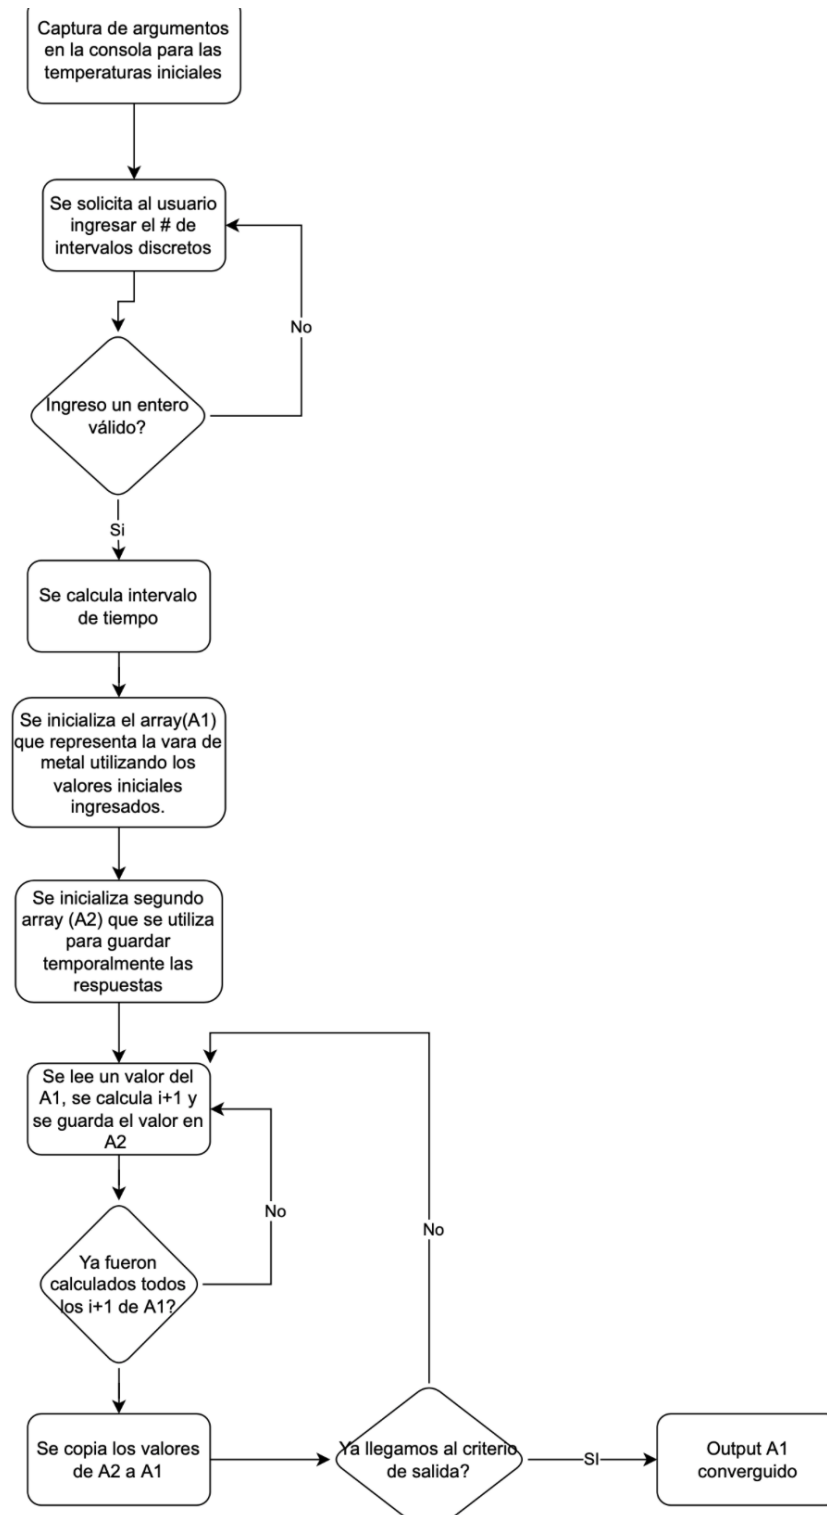 Captura de argumentos
en la consola para las
temperaturas iniciales
Se solicita al usuario
ingresar el # de
intervalos discretos
No
Ingreso un entero
válido?
Si
Se calcula intervalo
de tiempo
Se inicializa el array(A1)
que representa la vara de
metal utilizando los
valores iniciales
ingresados.
Se inicializa segundo
array (A2) que se utiliza
para guardar
temporalmente las
respuestas
Se lee un valor del
A1, se calcula i+1 y
se guarda el valor en
A2
No
No
Ya fueron
calculados todos
los i+1 de A1?
Se copia los valores
de A2 a A1
Ya llegamos al criterio
de salida?
SI
Output A1
converguido